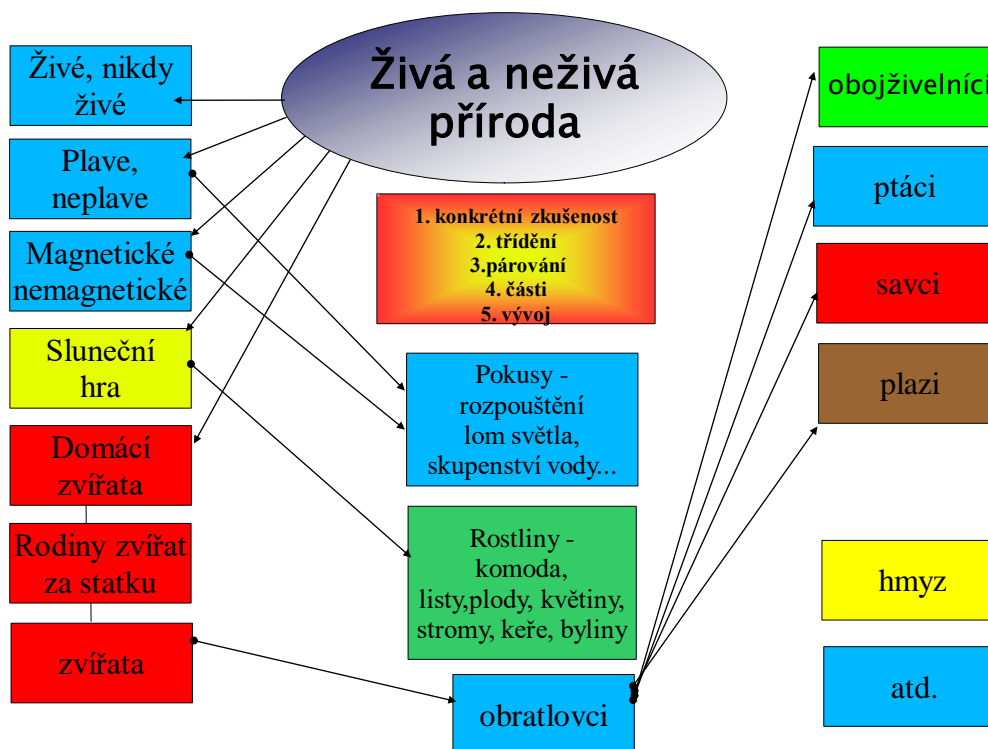 Živá a neživá
příroda
Živé, nikdy
živé
Plave,
neplave
Magnetické
nemagnetické
Sluneční
hra
Domácí
zvířata
Rodiny zvířat
za statku
zvířata
1. konkrétní zkušenost
2. třídění
3.párování
4. části
5. vývoj
Pokusy -
rozpouštění
lom světla,
skupenství vody...
Rostliny -
komoda,
listy,plody, květiny,
stromy, keře, byliny
obratlovci
obojživelníci
ptáci
savci
plazi
hmyz
atd.